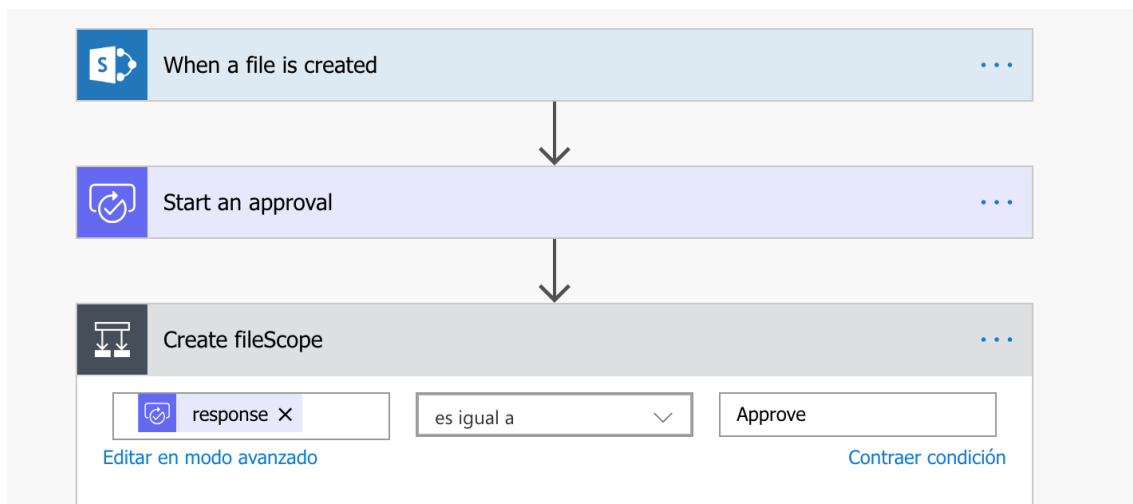 S
When a file is created
Start an approval
Create fileScope
response es igual a Approve
Editar en modo avanzado Contraer condición